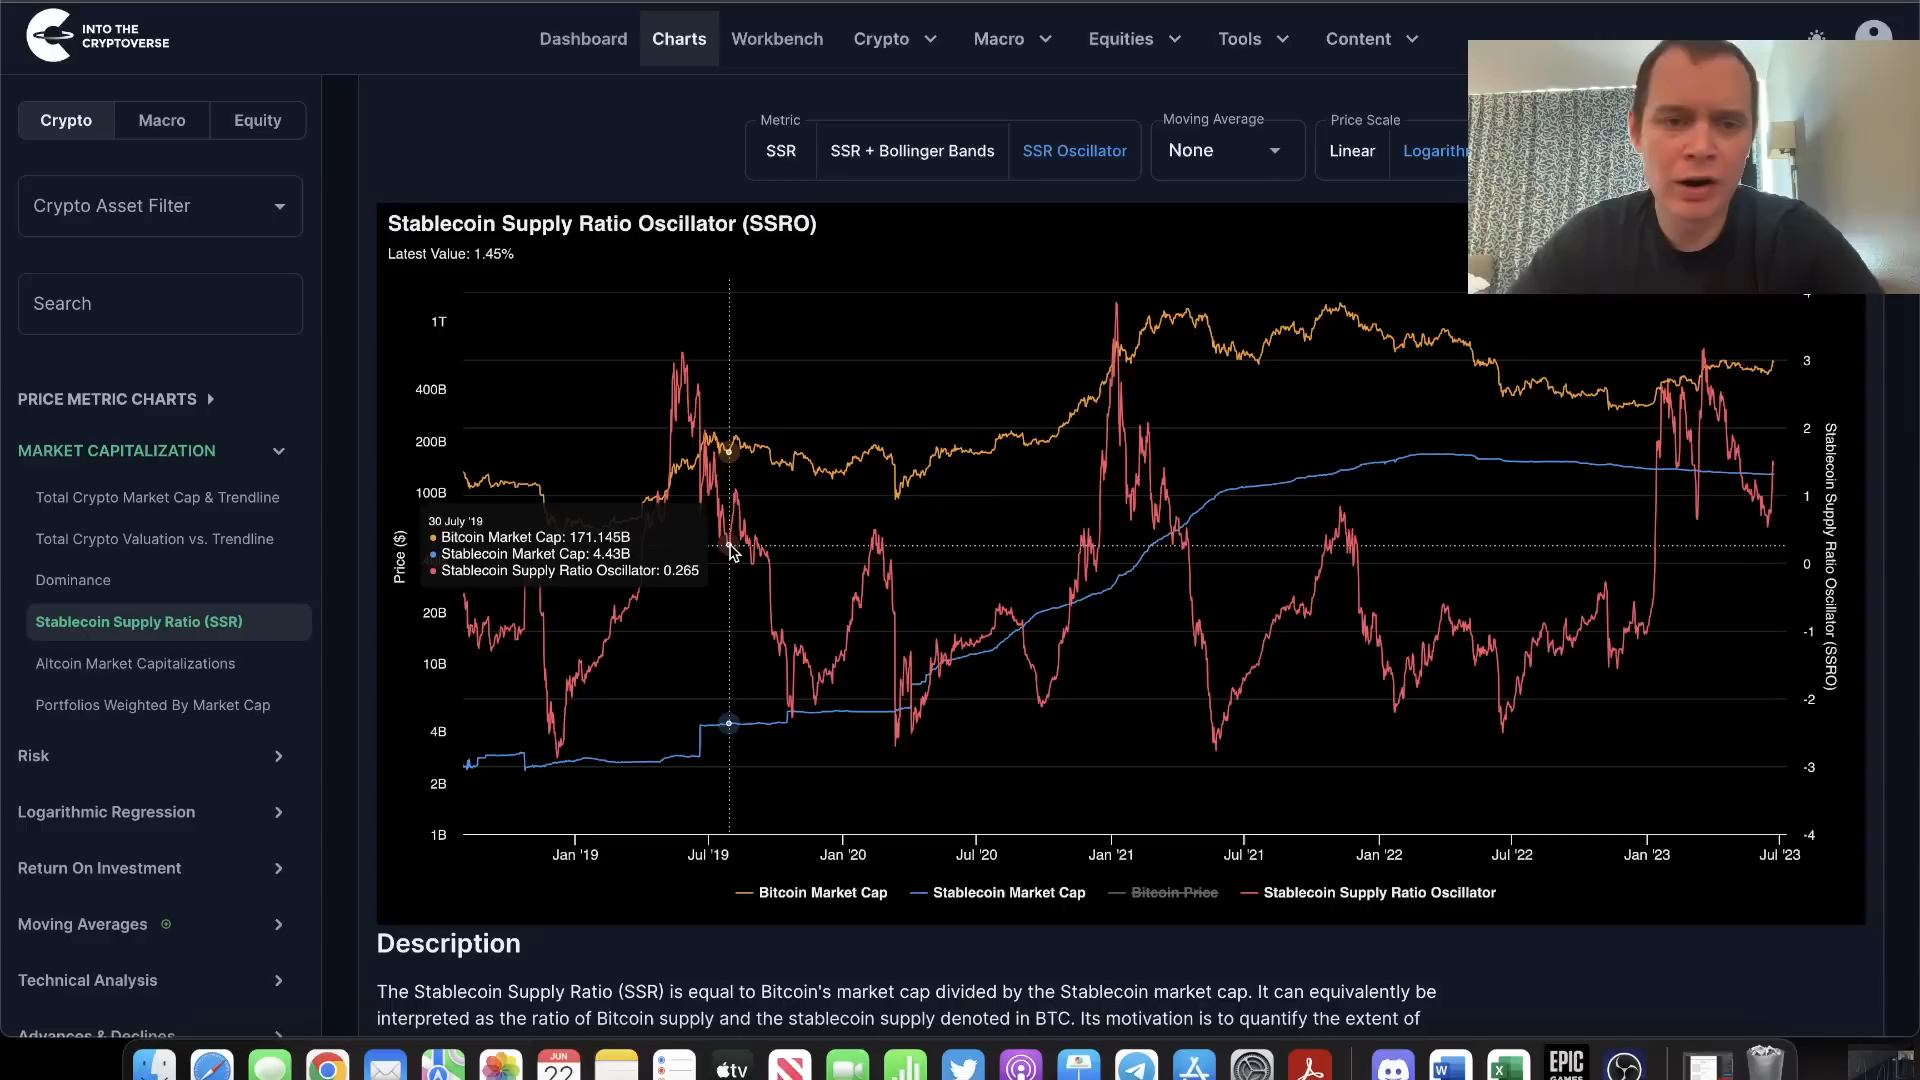 INTO THE
CRYPTOVERSE
Dashboard
Charts
Workbench
Crypto
Macro
Equities
Tools
Content
Crypto
Macro
Equity
Crypto Asset Filter
Search
PRICE METRIC CHARTS
MARKET CAPITALIZATION
Total Crypto Market Cap & Trendline
Total Crypto Valuation vs. Trendline
Dominance
Stablecoin Supply Ratio (SSR)
Altcoin Market Capitalizations
Portfolios Weighted By Market Cap
Risk
Logarithmic Regression
Return On Investment
Moving Averages
Technical Analysis
Advances & Declines
Metric
SSR
SSR + Bollinger Bands
SSR Oscillator
Moving Average
None
Price Scale
Linear
Logarith
Stablecoin Supply Ratio Oscillator (SSRO)
Latest Value: 1.45%
1T
400B
200B
100B
20B
10B
4B
2B
1B
Price ($)
30 July '19
Bitcoin Market Cap: 171.145B
Stablecoin Market Cap: 4.43B
Stablecoin Supply Ratio Oscillator: 0.265
4
3
2
1
0
-1
-2
-3
-4
Stablecoin Supply Ratio Oscillator (SSRO)
Jan '19
Jul '19
Jan '20
Jul '20
Jan '21
Jul '21
Jan '22
Jul '22
Jan '23
Jul '23
Bitcoin Market Cap
Stablecoin Market Cap
Bitcoin Price
Stablecoin Supply Ratio Oscillator
Description
The Stablecoin Supply Ratio (SSR) is equal to Bitcoin's market cap divided by the Stablecoin market cap. It can equivalently be
interpreted as the ratio of Bitcoin supply and the stablecoin supply denoted in BTC. Its motivation is to quantify the extent of
JUN
22
tv
W
X
EPIC
GAMES